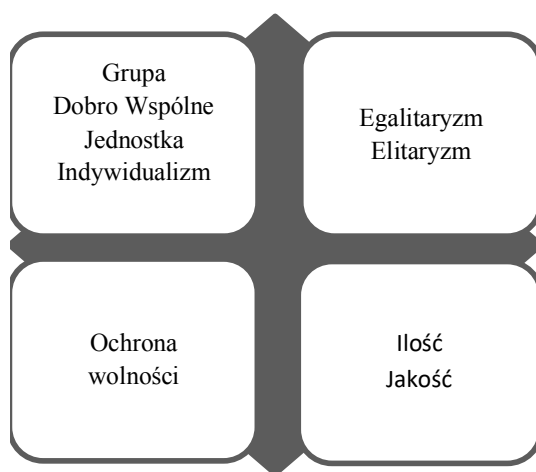 Grupa
Dobro Wspólne
Jednostka
Indywidualizm
Egalitaryzm
Elitaryzm
Ochrona
wolności
Ilość
Jakość